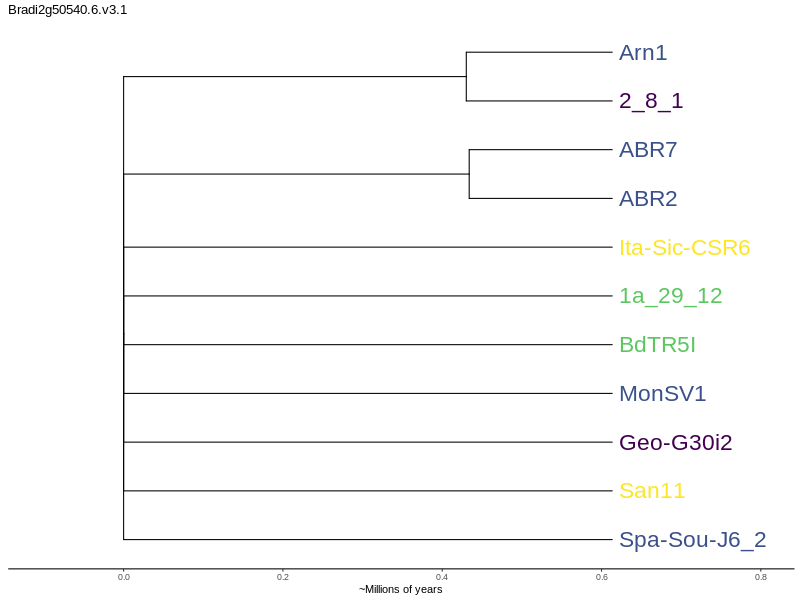 Bradi2g50540.6.v3.1
Arn1
2_8_1
ABR7
ABR2
Ita-Sic-CSR6
1a_29_12
BdTR5I
MonSV1
Geo-G30i2
San11
Spa-Sou-J6_2
0.0 0.2 0.4 0.6 0.8
~Millions of years